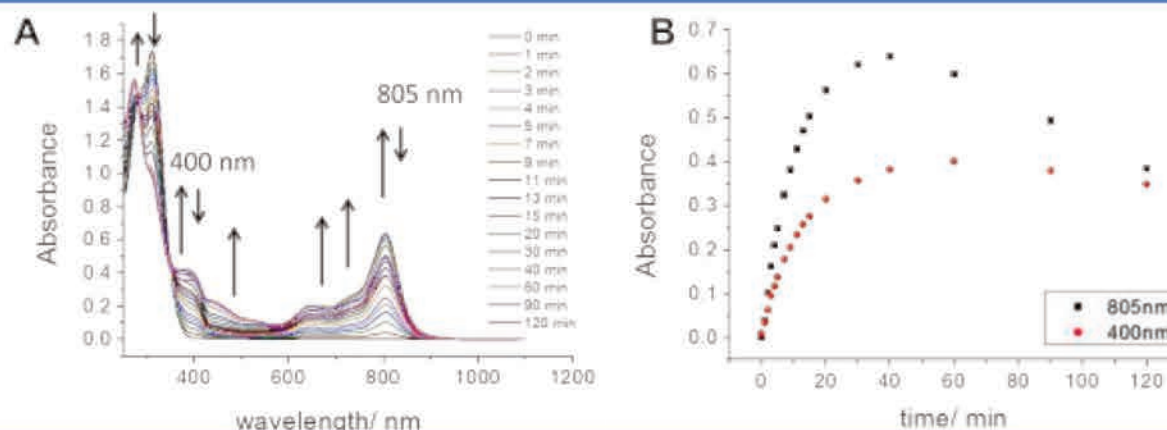 A
Absorbance
1.8
1.6
1.4
1.2
1.0
0.8
0.6
0.4
0.2
0.0
400 nm
805 nm
0 min
1 min
2 min
3 min
4 min
5 min
7 min
9 min
11 min
13 min
15 min
20 min
30 min
40 min
60 min
90 min
120 min
400 600 800 1000 1200
wavelength/ nm
B
Absorbance
0.7
0.6
0.5
0.4
0.3
0.2
0.1
0.0
805nm
400nm
0 20 40 60 80 100 120
time/ min